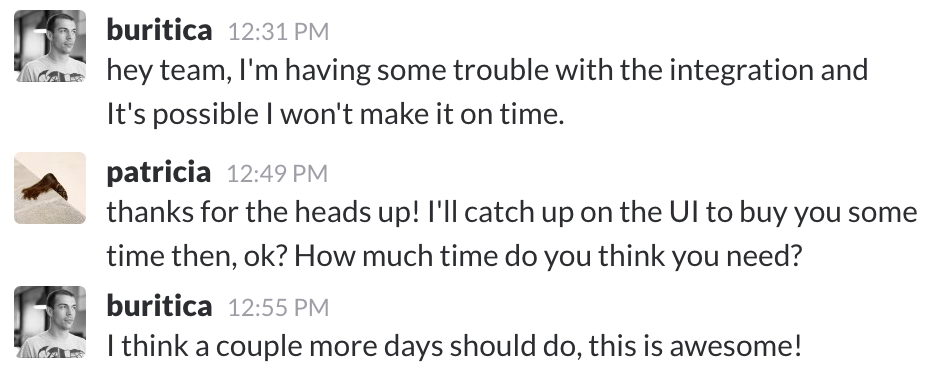 buritica 12:31 PM
hey team, I'm having some trouble with the integration and
It's possible I won't make it on time.
patricia 12:49 PM
thanks for the heads up! I'll catch up on the UI to buy you some
time then, ok? How much time do you think you need?
buritica 12:55 PM
I think a couple more days should do, this is awesome!